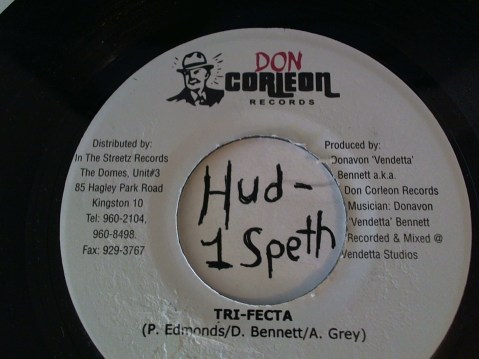 DON
CORLEON
RECORDS
Distributed by:
In The Streetz Records
The Domes, Unit#3
85 Hagley Park Road
Kingston 10
Tel: 960-2104,
960-8498.
Fax: 929-3767
Hud-
1 Speth
Produced by:
Donavon 'Vendetta'
Bennett a.k.a.
Don Corleon Records
Musician: Donavon
'Vendetta' Bennett
Recorded & Mixed @
Vendetta Studios
TRI-FECTA
(P. Edmonds/D. Bennett/A. Grey)